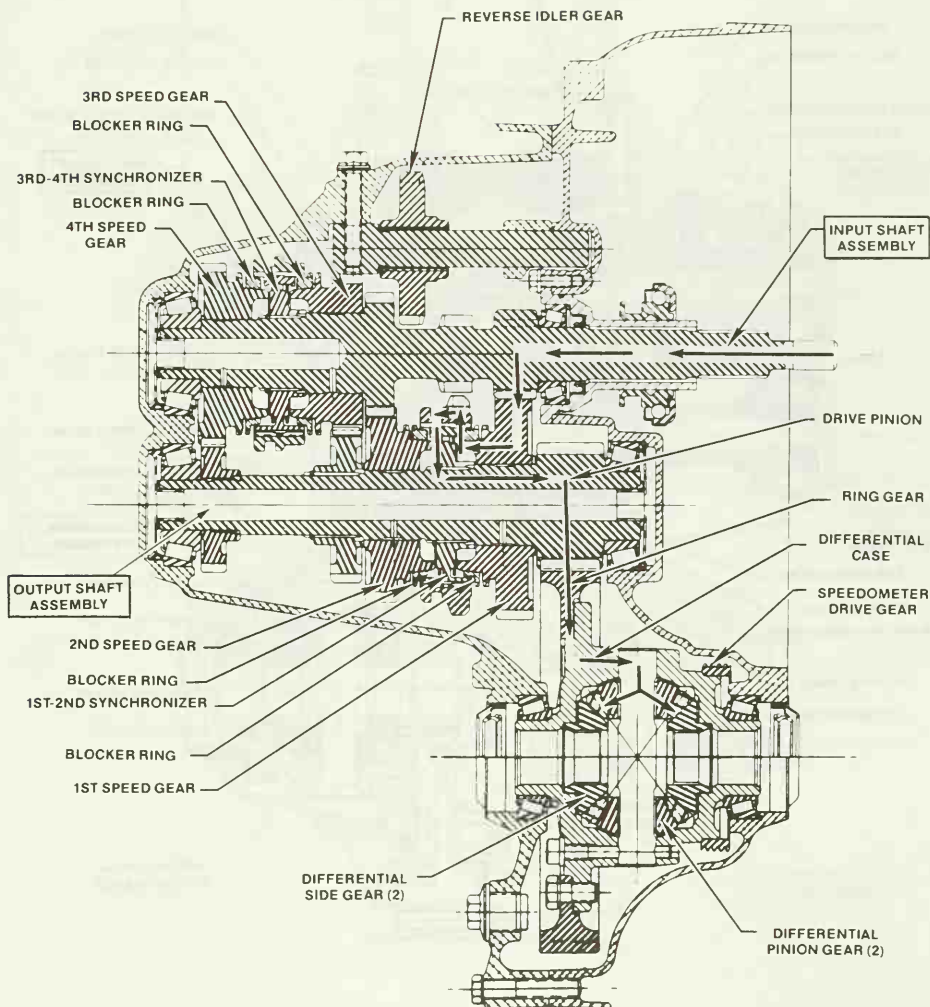 REVERSE IDLER GEAR
3RD SPEED GEAR
BLOCKER RING
3RD-4TH SYNCHRONIZER
BLOCKER RING
4TH SPEED
GEAR
INPUT SHAFT
ASSEMBLY
DRIVE PINION
RING GEAR
DIFFERENTIAL
CASE
SPEEDOMETER
DRIVE GEAR
OUTPUT SHAFT
ASSEMBLY
2ND SPEED GEAR
BLOCKER RING
1ST-2ND SYNCHRONIZER
BLOCKER RING
1ST SPEED GEAR
DIFFERENTIAL
SIDE GEAR (2)
DIFFERENTIAL
PINION GEAR (2)